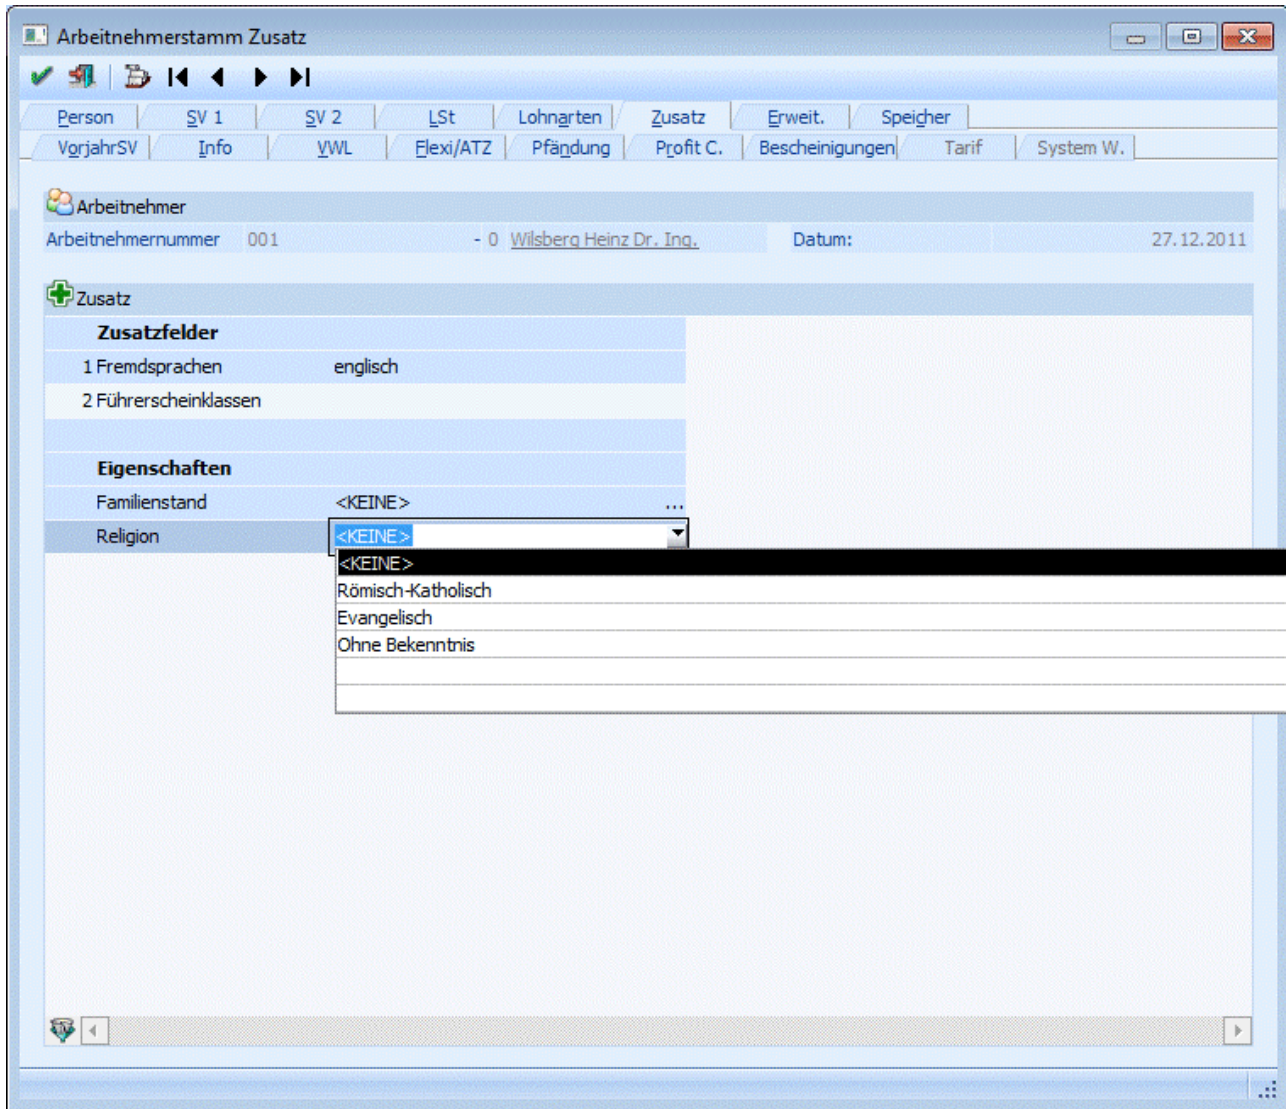 Arbeitnehmerstamm Zusatz
Person SV 1 SV 2 LSt Lohnarten Zusatz Erweit. Speicher
VorjahrSV Info VWL Flexi/ATZ Pfändung Profit C. Bescheinigungen Tarif System W.
Arbeitnehmer
Arbeitnehmernummer 001 - 0 Wilsberg Heinz Dr. Ing. Datum: 27.12.2011
Zusatz
Zusatzfelder
1 Fremdsprachen englisch
2 Führerscheinklassen
Eigenschaften
Familienstand <KEINE> ...
Religion <KEINE>
<KEINE>
Römisch-Katholisch
Evangelisch
Ohne Bekenntnis